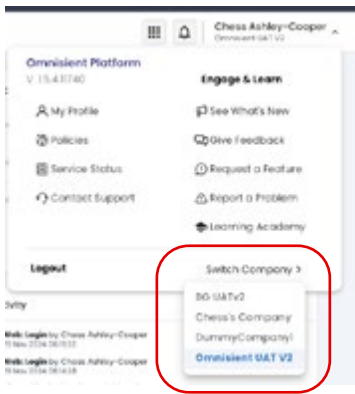 Chess Ashley-Cooper
Omnisient UAT V2
Omnisient Platform
Engage & Learn
My Profile
See What's New
Policies
Give Feedback
Service Status
Request a Feature
Contact Support
Report a Problem
Learning Academy
Logout
Switch Company >
BG UATv2
Chess's Company
DummyCompany1
Omnisient UAT V2
Web Login by Chess Ashley-Cooper
Web Login by Chess Ashley-Cooper